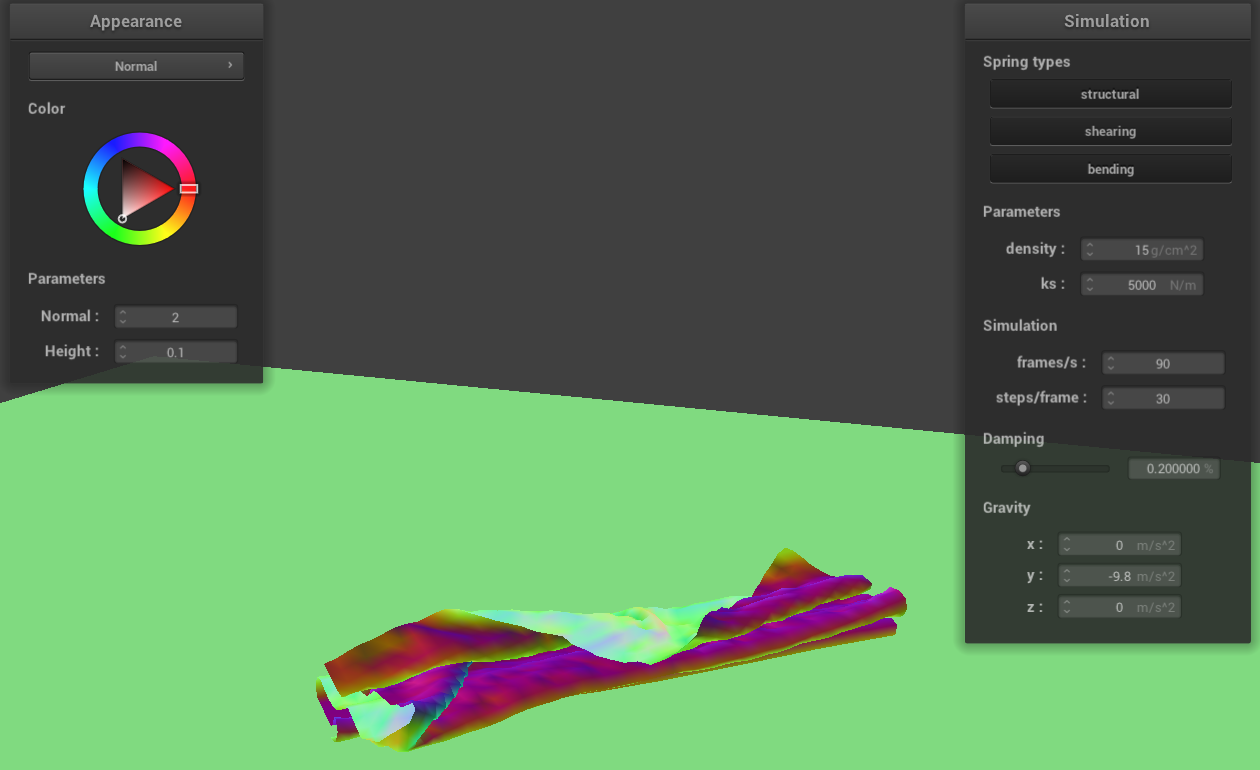 Appearance
Normal ›
Color
Parameters
Normal : 2
Height : 0.1
Simulation
Spring types
structural
shearing
bending
Parameters
density : 15 g/cm^2
ks : 5000 N/m
Simulation
frames/s : 90
steps/frame : 30
Damping
0.200000 %
Gravity
x : 0 m/s^2
y : -9.8 m/s^2
z : 0 m/s^2